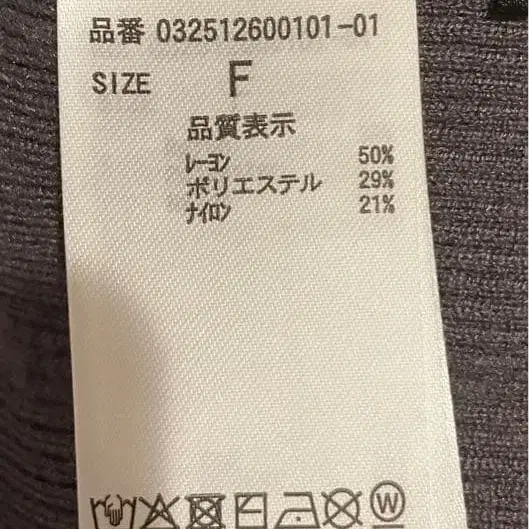 品番 032512600101-01
SIZE F
品質表示
ﾚｰﾖﾝ 50%
ポリエステル 29%
ﾅｲﾛﾝ 21%
W